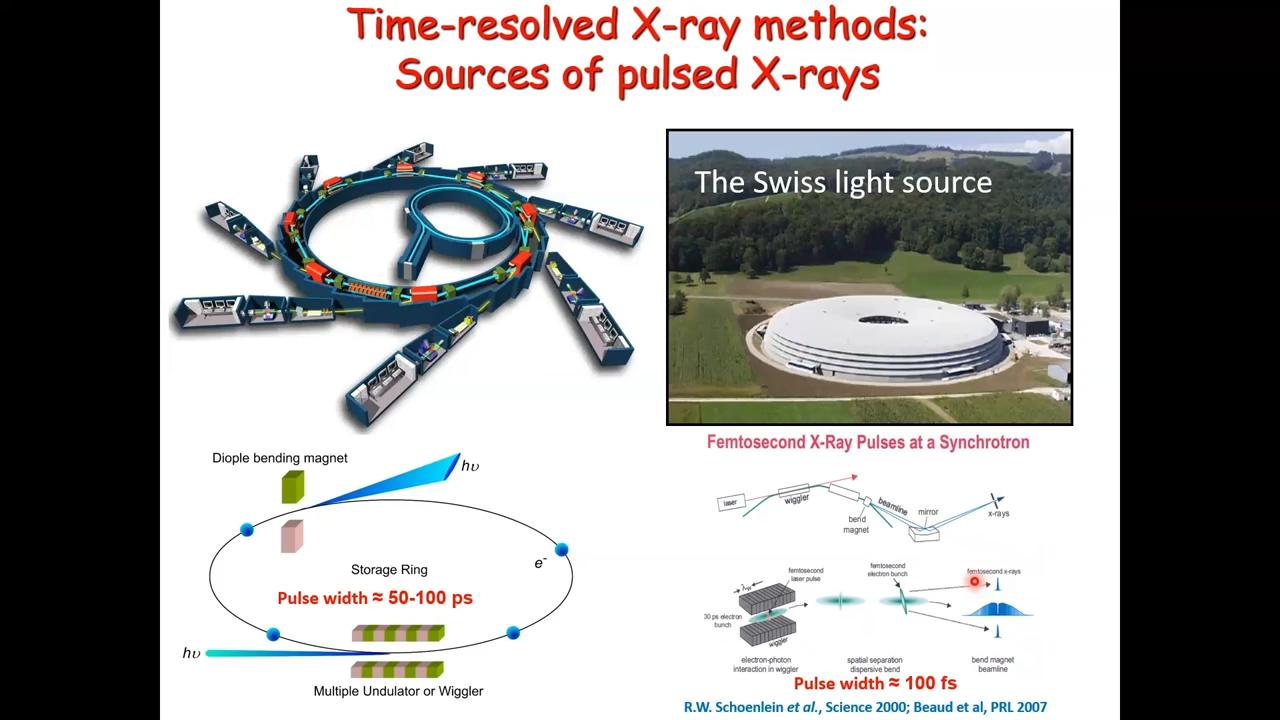 Time-resolved X-ray methods:
Sources of pulsed X-rays
The Swiss light source
Diople bending magnet
hυ
e-
Storage Ring
Pulse width ≈ 50-100 ps
hυ
Multiple Undulator or Wiggler
Femtosecond X-Ray Pulses at a Synchrotron
laser
wiggler
bend
magnet
beamline
mirror
x-rays
λw
femtosecond
laser pulse
30 ps electron
bunch
wiggler
femtosecond
electron bunch
femtosecond x-rays
electron-photon
interaction in wiggler
spatial separation
dispersive bend
bend magnet
beamline
Pulse width ≈ 100 fs
R.W. Schoenlein et al., Science 2000; Beaud et al, PRL 2007